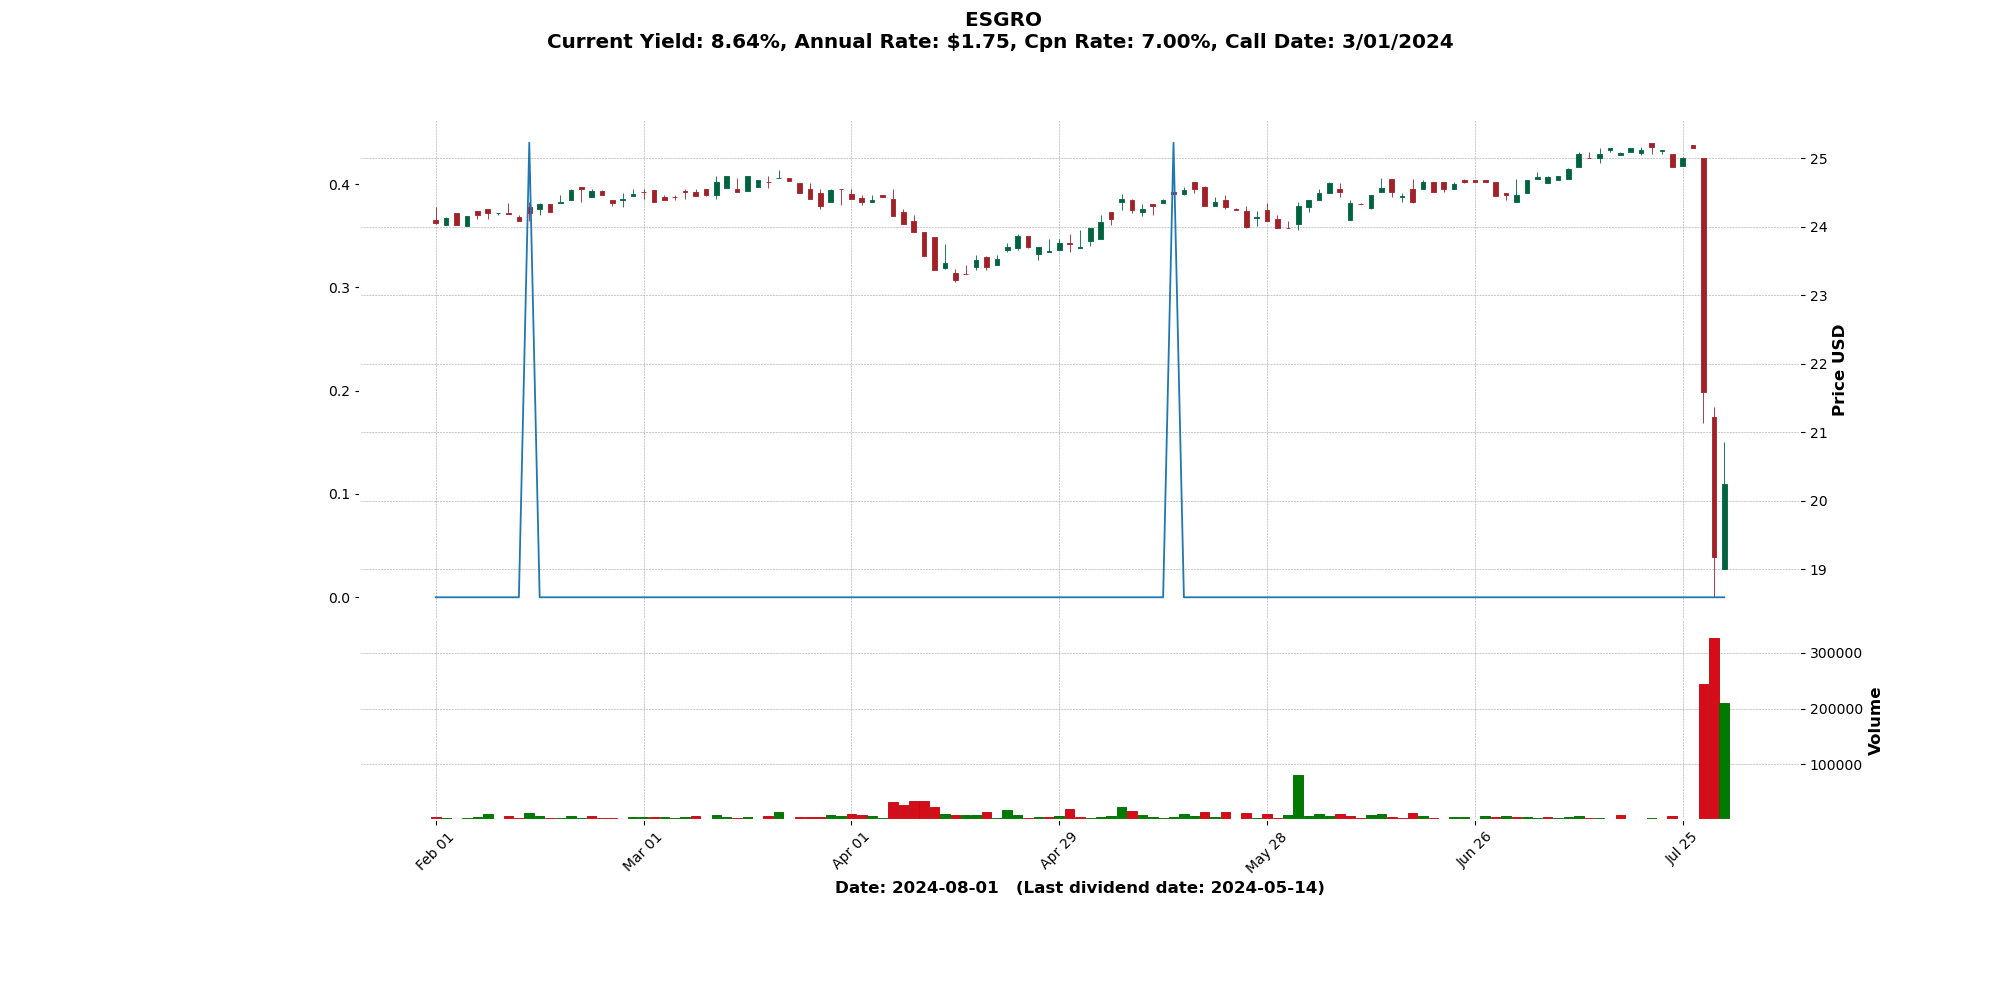 ESGRO
Current Yield: 8.64%, Annual Rate: $1.75, Cpn Rate: 7.00%, Call Date: 3/01/2024
0.4
0.3
0.2
0.1
0.0
25
24
23
22
21
20
19
Price USD
300000
200000
100000
Volume
Feb 01
Mar 01
Apr 01
Apr 29
May 28
Jun 26
Jul 25
Date: 2024-08-01 (Last dividend date: 2024-05-14)